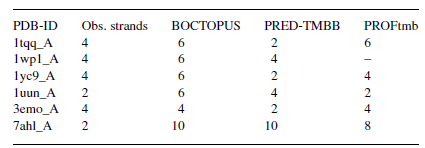 PDB-ID Obs. strands BOCTOPUS PRED-TMBB PROFtmb
1tqq_A 4 6 2 6
1wp1_A 4 6 4 –
1yc9_A 4 6 2 4
1uun_A 2 6 4 2
3emo_A 4 4 2 4
7ahl_A 2 10 10 8